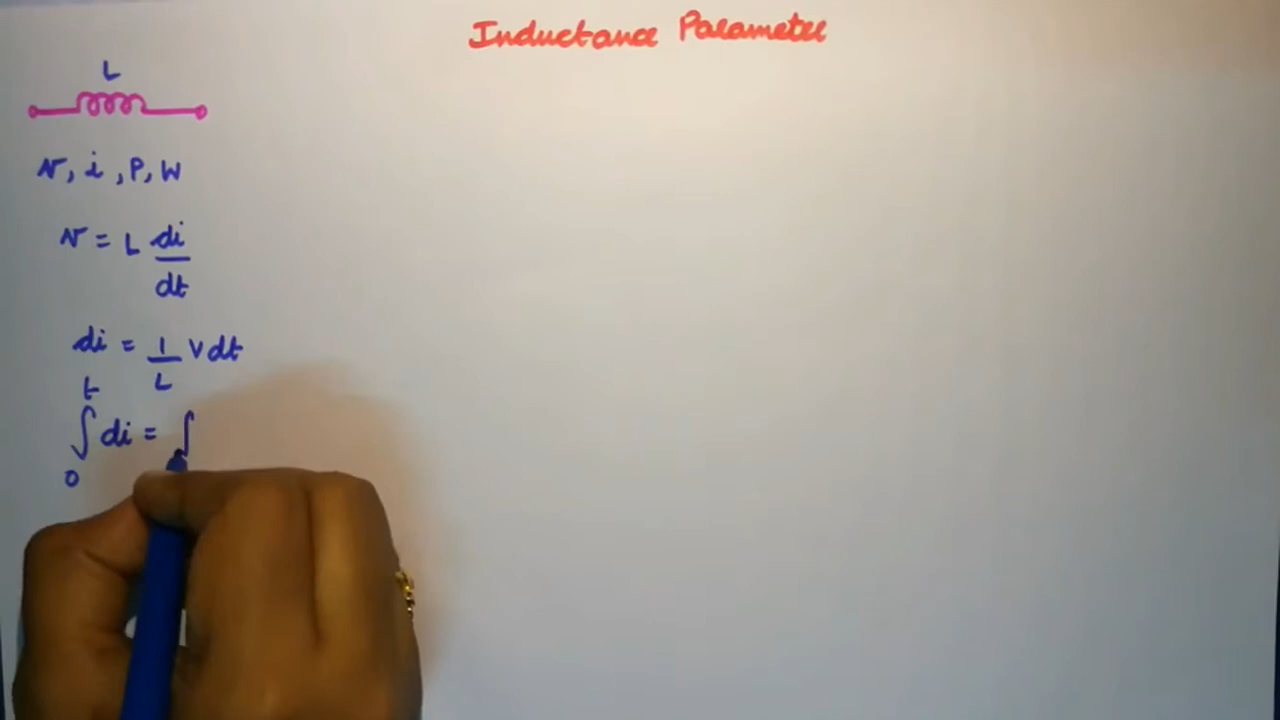 Inductance Parameter
L
v, i, P, W
v = L di/dt
di = 1/L v dt
t
∫ di = ∫
0